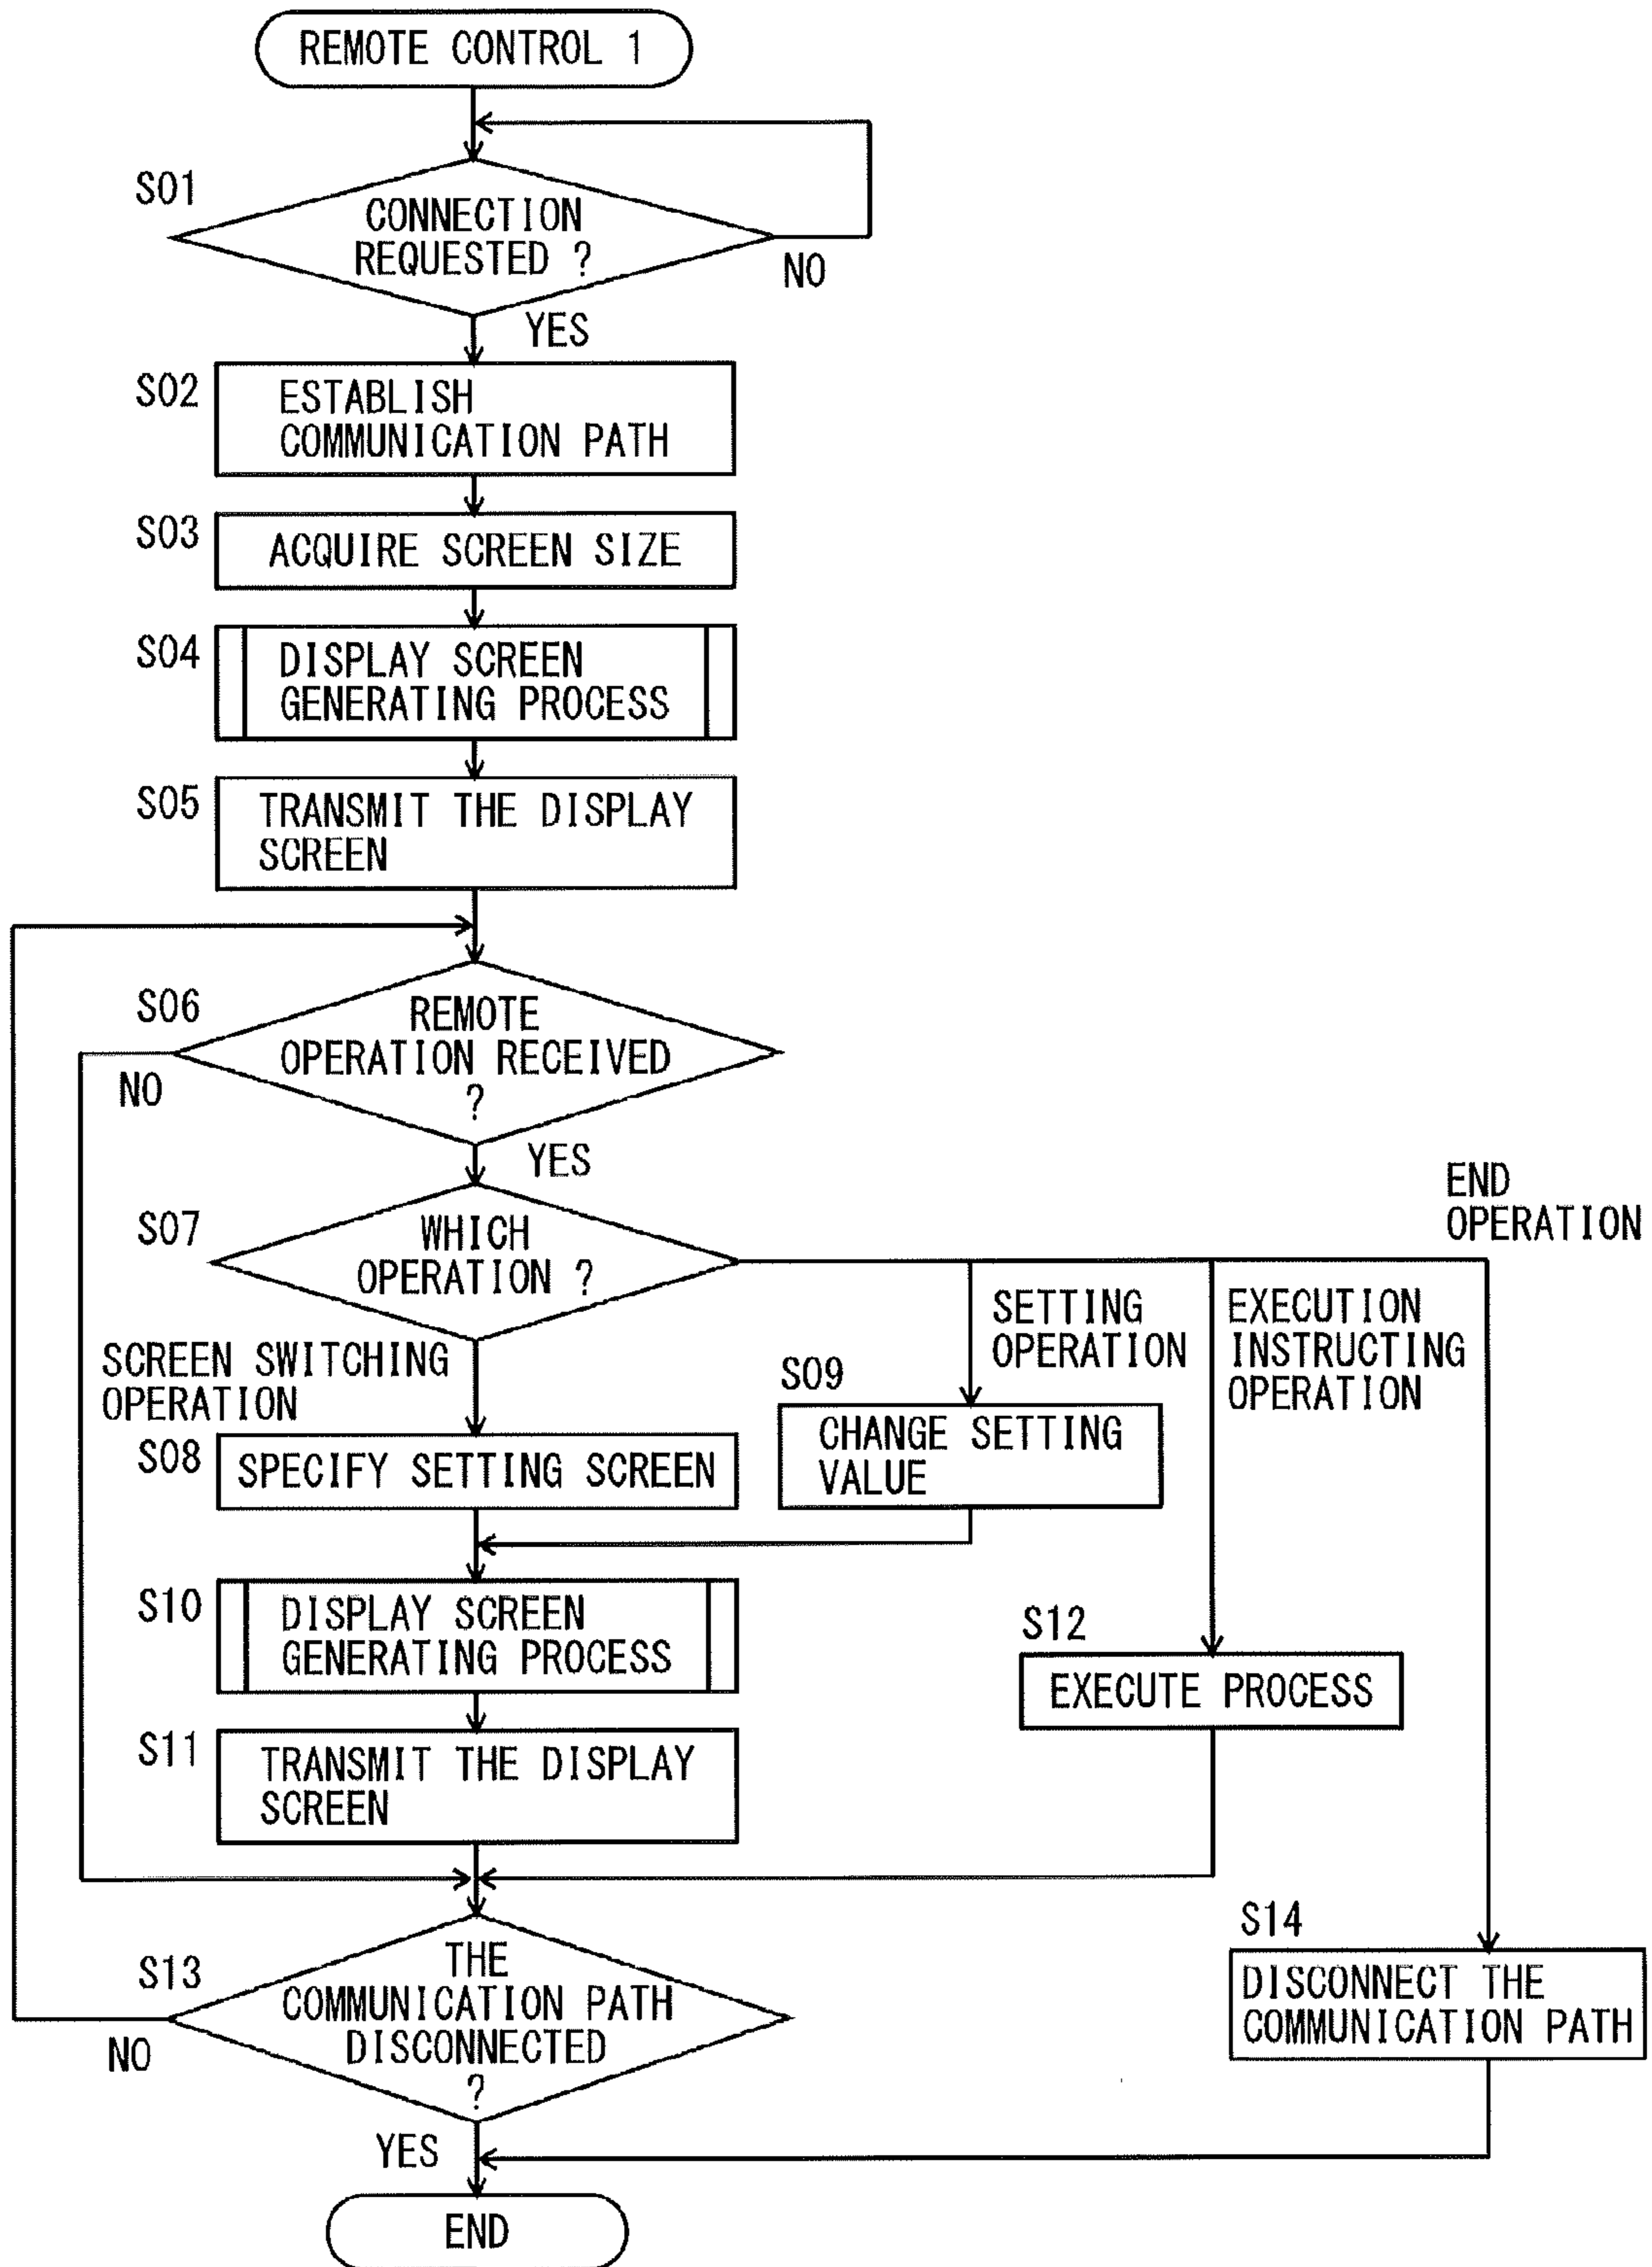 REMOTE CONTROL 1
S01
CONNECTION
REQUESTED ?
NO
YES
S02
ESTABLISH
COMMUNICATION PATH
S03
ACQUIRE SCREEN SIZE
S04
DISPLAY SCREEN
GENERATING PROCESS
S05
TRANSMIT THE DISPLAY
SCREEN
S06
REMOTE
OPERATION RECEIVED
?
NO
YES
S07
WHICH
OPERATION ?
END
OPERATION
SETTING
OPERATION
EXECUTION
INSTRUCTING
OPERATION
SCREEN SWITCHING
OPERATION
S09
CHANGE SETTING
VALUE
S08
SPECIFY SETTING SCREEN
S10
DISPLAY SCREEN
GENERATING PROCESS
S12
EXECUTE PROCESS
S11
TRANSMIT THE DISPLAY
SCREEN
S13
THE
COMMUNICATION PATH
DISCONNECTED
?
NO
S14
DISCONNECT THE
COMMUNICATION PATH
YES
END